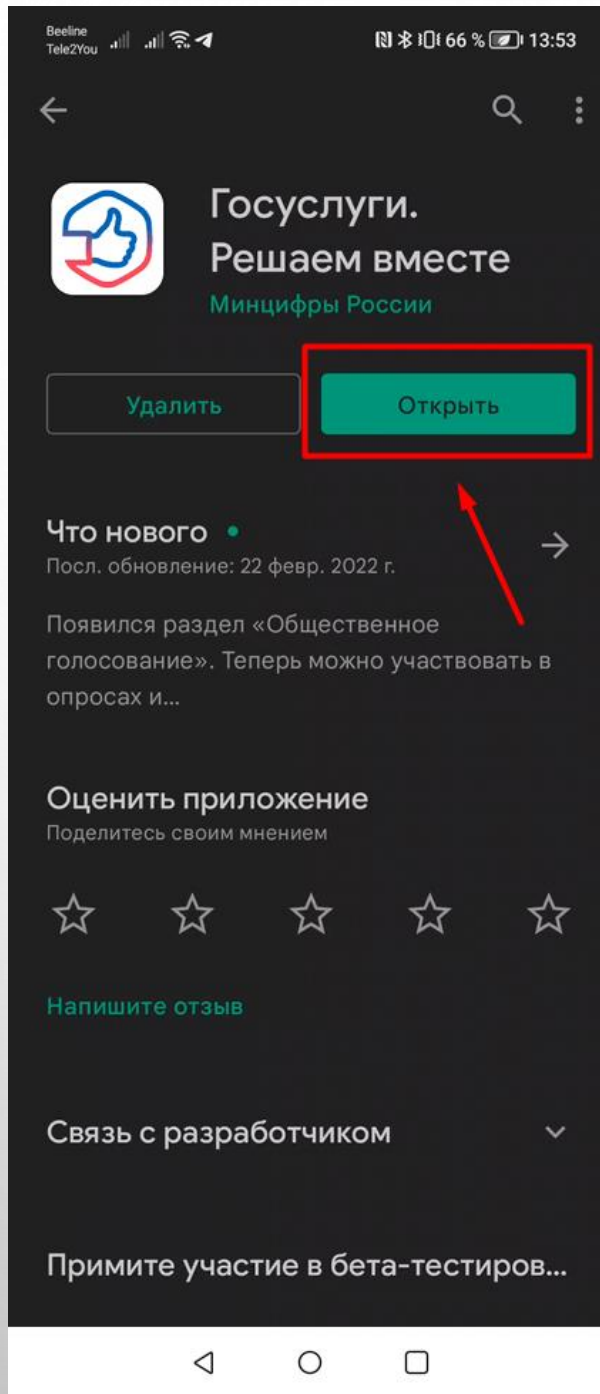 Beeline
Tele2You
66 % 13:53
Госуслуги.
Решаем вместе
Минцифры России
Удалить
Открыть
Что нового •
Посл. обновление: 22 февр. 2022 г.
Появился раздел «Общественное
голосование». Теперь можно участвовать в
опросах и...
Оценить приложение
Поделитесь своим мнением
Напишите отзыв
Связь с разработчиком
Примите участие в бета-тестиров...